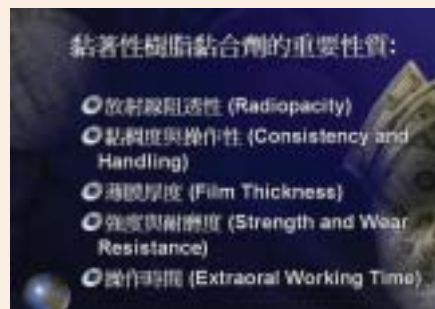 黏著性樹脂黏合劑的重要性質:
放射線阻透性 (Radiopacity)
黏稠度與操作性 (Consistency and
Handling)
薄膜厚度 (Film Thickness)
強度與耐磨度 (Strength and Wear
Resistance)
操作時間 (Extraoral Working Time)